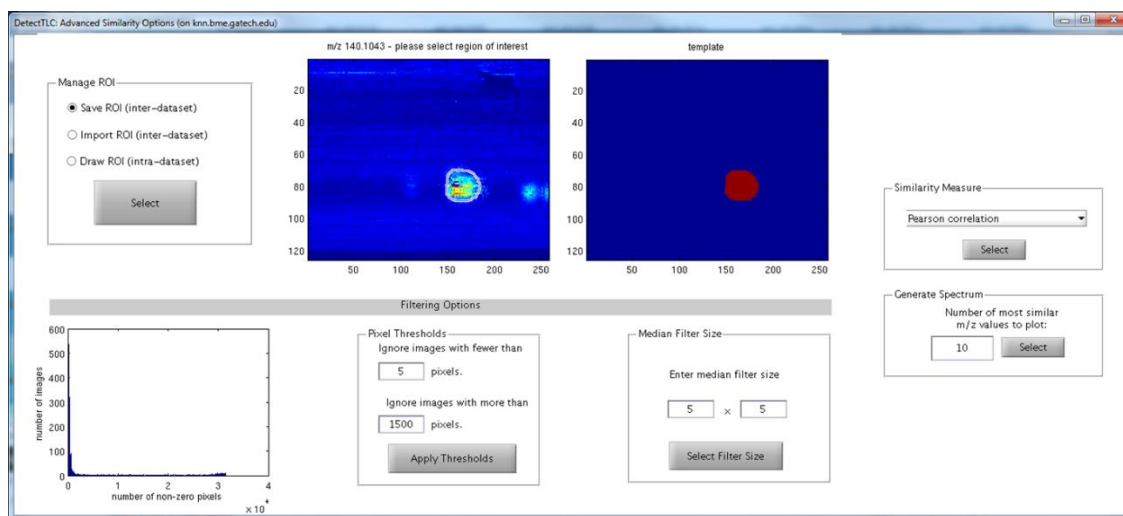 DetectTLC: Advanced Similarity Options (on knn.bme.gatech.edu)
Manage ROI
Save ROI (inter-dataset)
Import ROI (inter-dataset)
Draw ROI (intra-dataset)
Select
m/z 140.1043 - please select region of interest
20
40
60
80
100
120
50 100 150 200 250
template
20
40
60
80
100
120
50 100 150 200 250
Similarity Measure
Pearson correlation
Select
Generate Spectrum
Number of most similar
m/z values to plot:
10 Select
Filtering Options
600
500
400
300
200
100
0
number of images
0 1 2 3 4
number of non-zero pixels
x 10^4
Pixel Thresholds
Ignore images with fewer than
5 pixels.
Ignore images with more than
1500 pixels.
Apply Thresholds
Median Filter Size
Enter median filter size
5 x 5
Select Filter Size